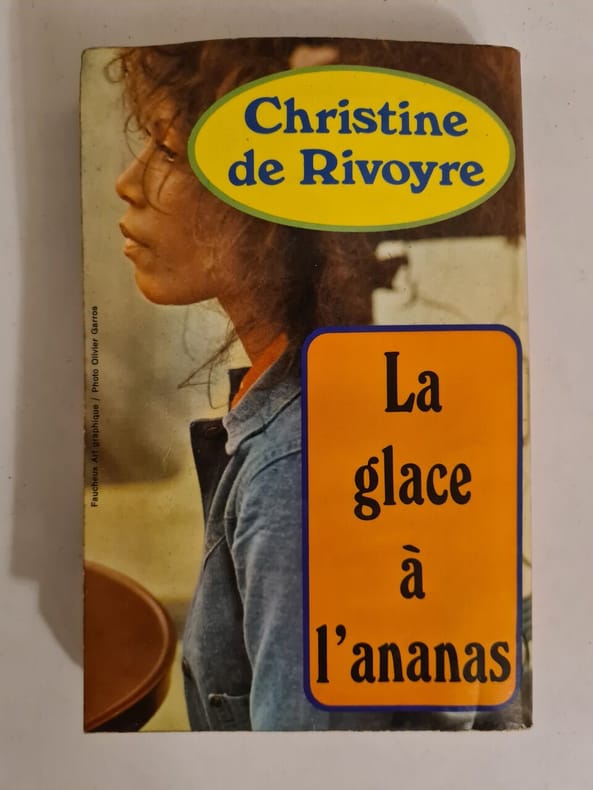 Christine
de Rivoyre
La
glace
à
l'ananas
Faucheux Art graphique / Photo Olivier Garros